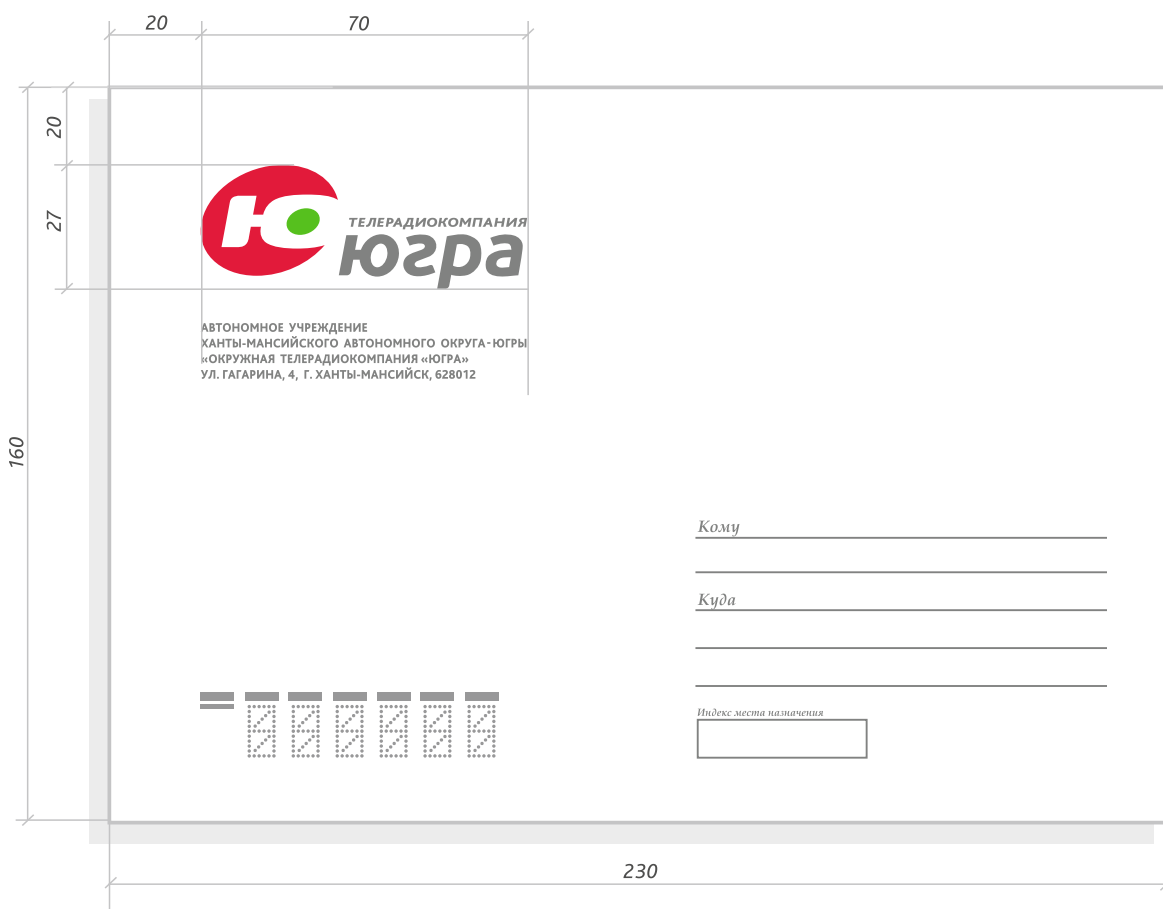 20
70
20
27
160
Ю
ТЕЛЕРАДИОКОМПАНИЯ
югра
АВТОНОМНОЕ УЧРЕЖДЕНИЕ
ХАНТЫ-МАНСИЙСКОГО АВТОНОМНОГО ОКРУГА-ЮГРЫ
«ОКРУЖНАЯ ТЕЛЕРАДИОКОМПАНИЯ «ЮГРА»
УЛ. ГАГАРИНА, 4, Г. ХАНТЫ-МАНСИЙСК, 628012
Кому
Куда
Индекс места назначения
230